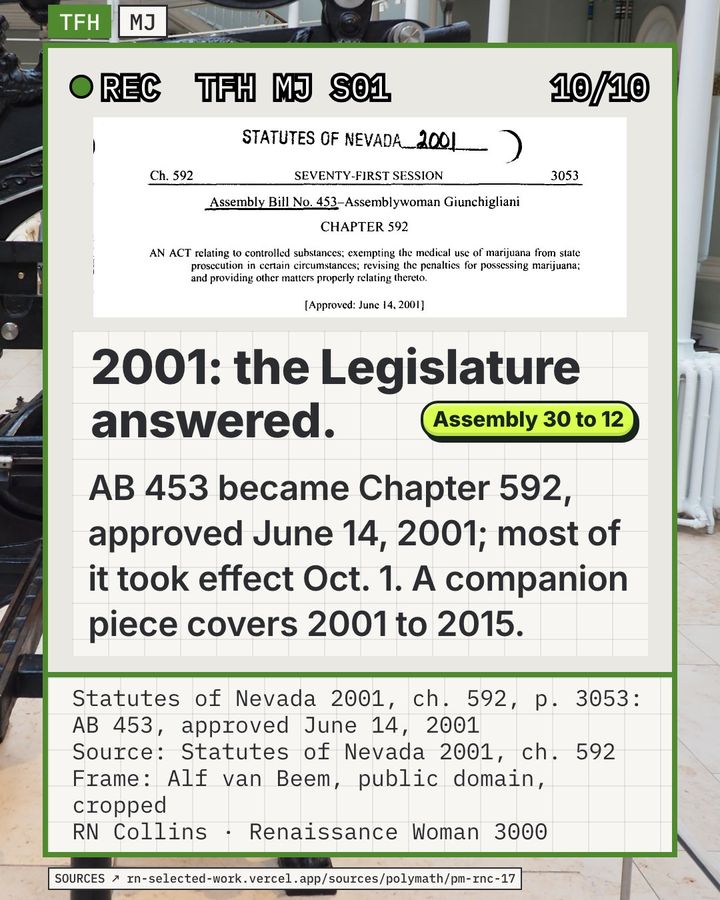 TFH MJ
REC TFH MJ S01 10/10
STATUTES OF NEVADA 2001
Ch. 592 SEVENTY-FIRST SESSION 3053
Assembly Bill No. 453–Assemblywoman Giunchigliani
CHAPTER 592
AN ACT relating to controlled substances; exempting the medical use of marijuana from state
prosecution in certain circumstances; revising the penalties for possessing marijuana;
and providing other matters properly relating thereto.
[Approved: June 14, 2001]
2001: the Legislature
answered.
Assembly 30 to 12
AB 453 became Chapter 592,
approved June 14, 2001; most of
it took effect Oct. 1. A companion
piece covers 2001 to 2015.
Statutes of Nevada 2001, ch. 592, p. 3053:
AB 453, approved June 14, 2001
Source: Statutes of Nevada 2001, ch. 592
Frame: Alf van Beem, public domain,
cropped
RN Collins · Renaissance Woman 3000
SOURCES ↗ rn-selected-work.vercel.app/sources/polymath/pm-rnc-17